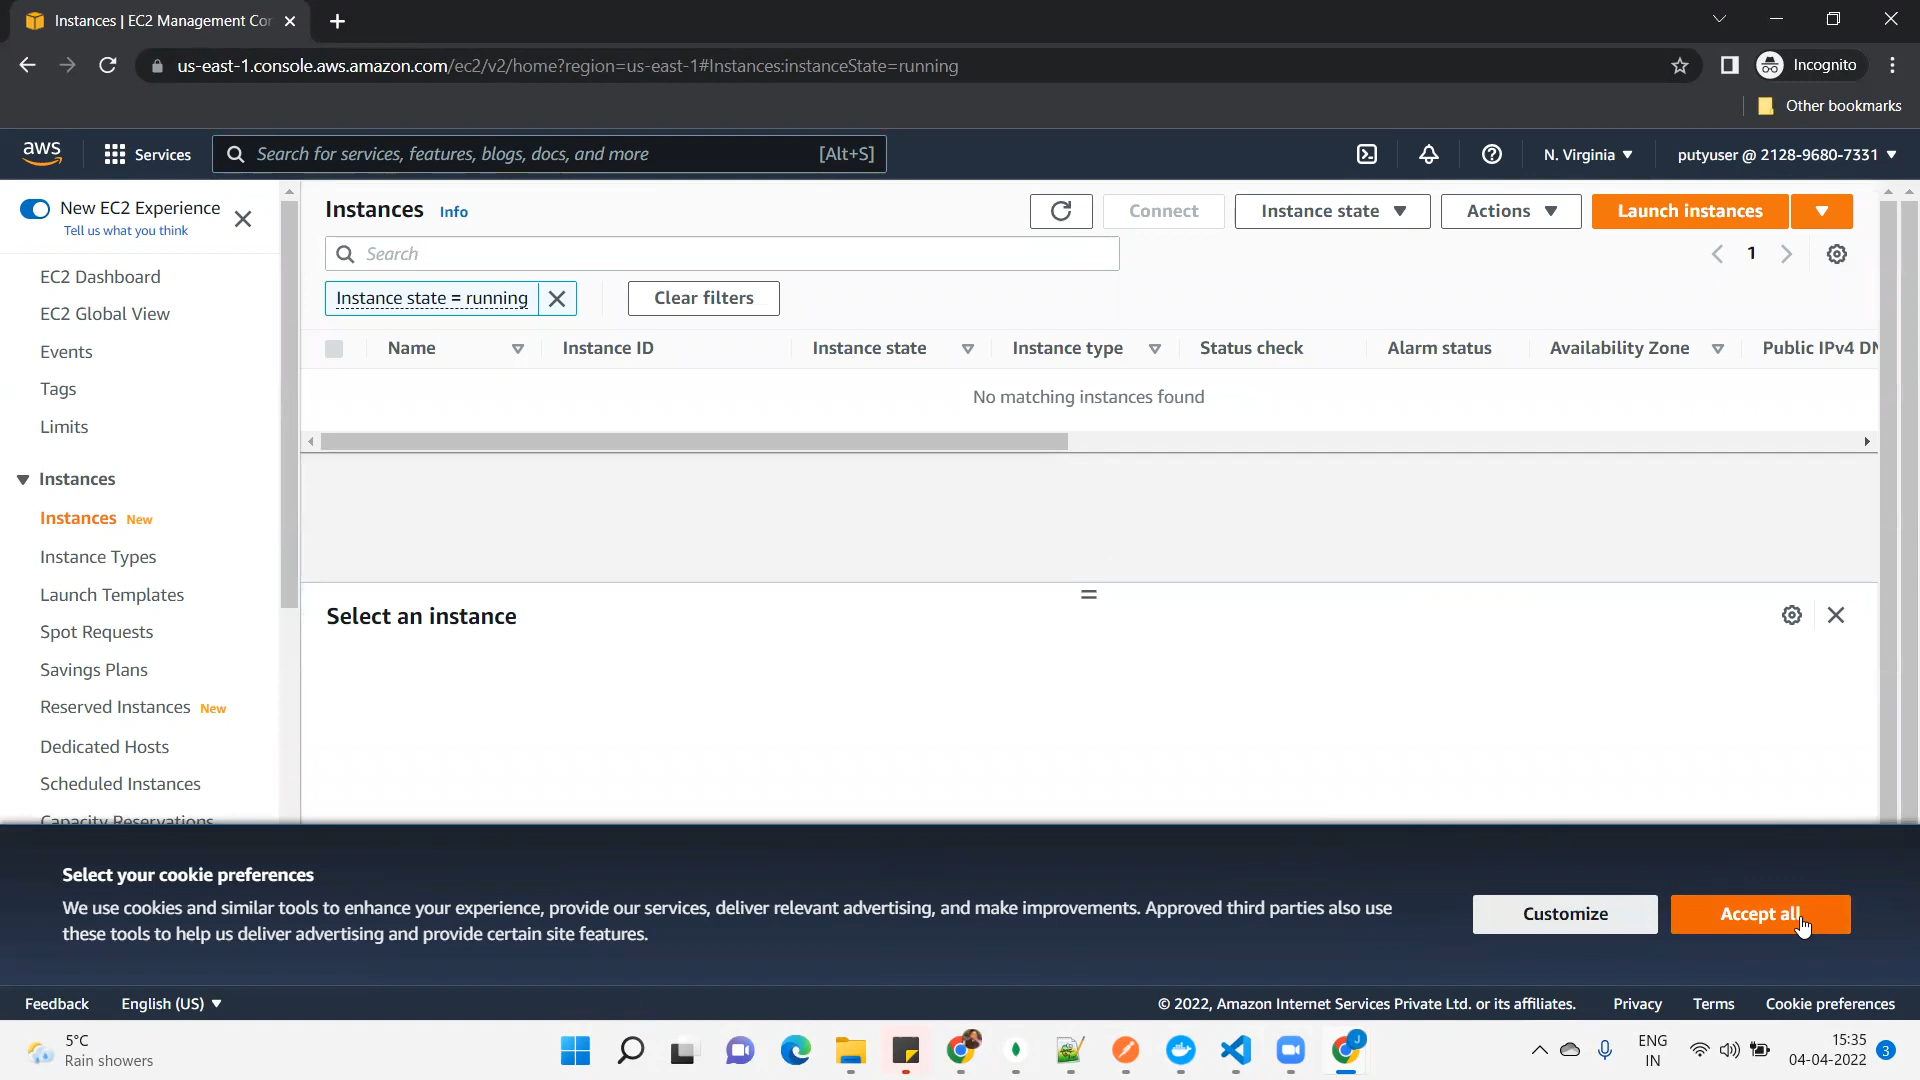 Instances | EC2 Management Cor
us-east-1.console.aws.amazon.com/ec2/v2/home?region=us-east-1#Instances:instanceState=running
Incognito
Other bookmarks
aws
Services
Search for services, features, blogs, docs, and more
[Alt+S]
N. Virginia
putyuser @ 2128-9680-7331
New EC2 Experience
Tell us what you think
EC2 Dashboard
EC2 Global View
Events
Tags
Limits
Instances
Instances New
Instance Types
Launch Templates
Spot Requests
Savings Plans
Reserved Instances New
Dedicated Hosts
Scheduled Instances
Capacity Reservations
Instances Info
Connect
Instance state
Actions
Launch instances
Search
1
Instance state = running
Clear filters
Name
Instance ID
Instance state
Instance type
Status check
Alarm status
Availability Zone
Public IPv4 DN
No matching instances found
Select an instance
Select your cookie preferences
We use cookies and similar tools to enhance your experience, provide our services, deliver relevant advertising, and make improvements. Approved third parties also use
these tools to help us deliver advertising and provide certain site features.
Customize
Accept all
Feedback
English (US)
© 2022, Amazon Internet Services Private Ltd. or its affiliates.
Privacy
Terms
Cookie preferences
5°C
Rain showers
J
ENG
IN
15:35
04-04-2022
3